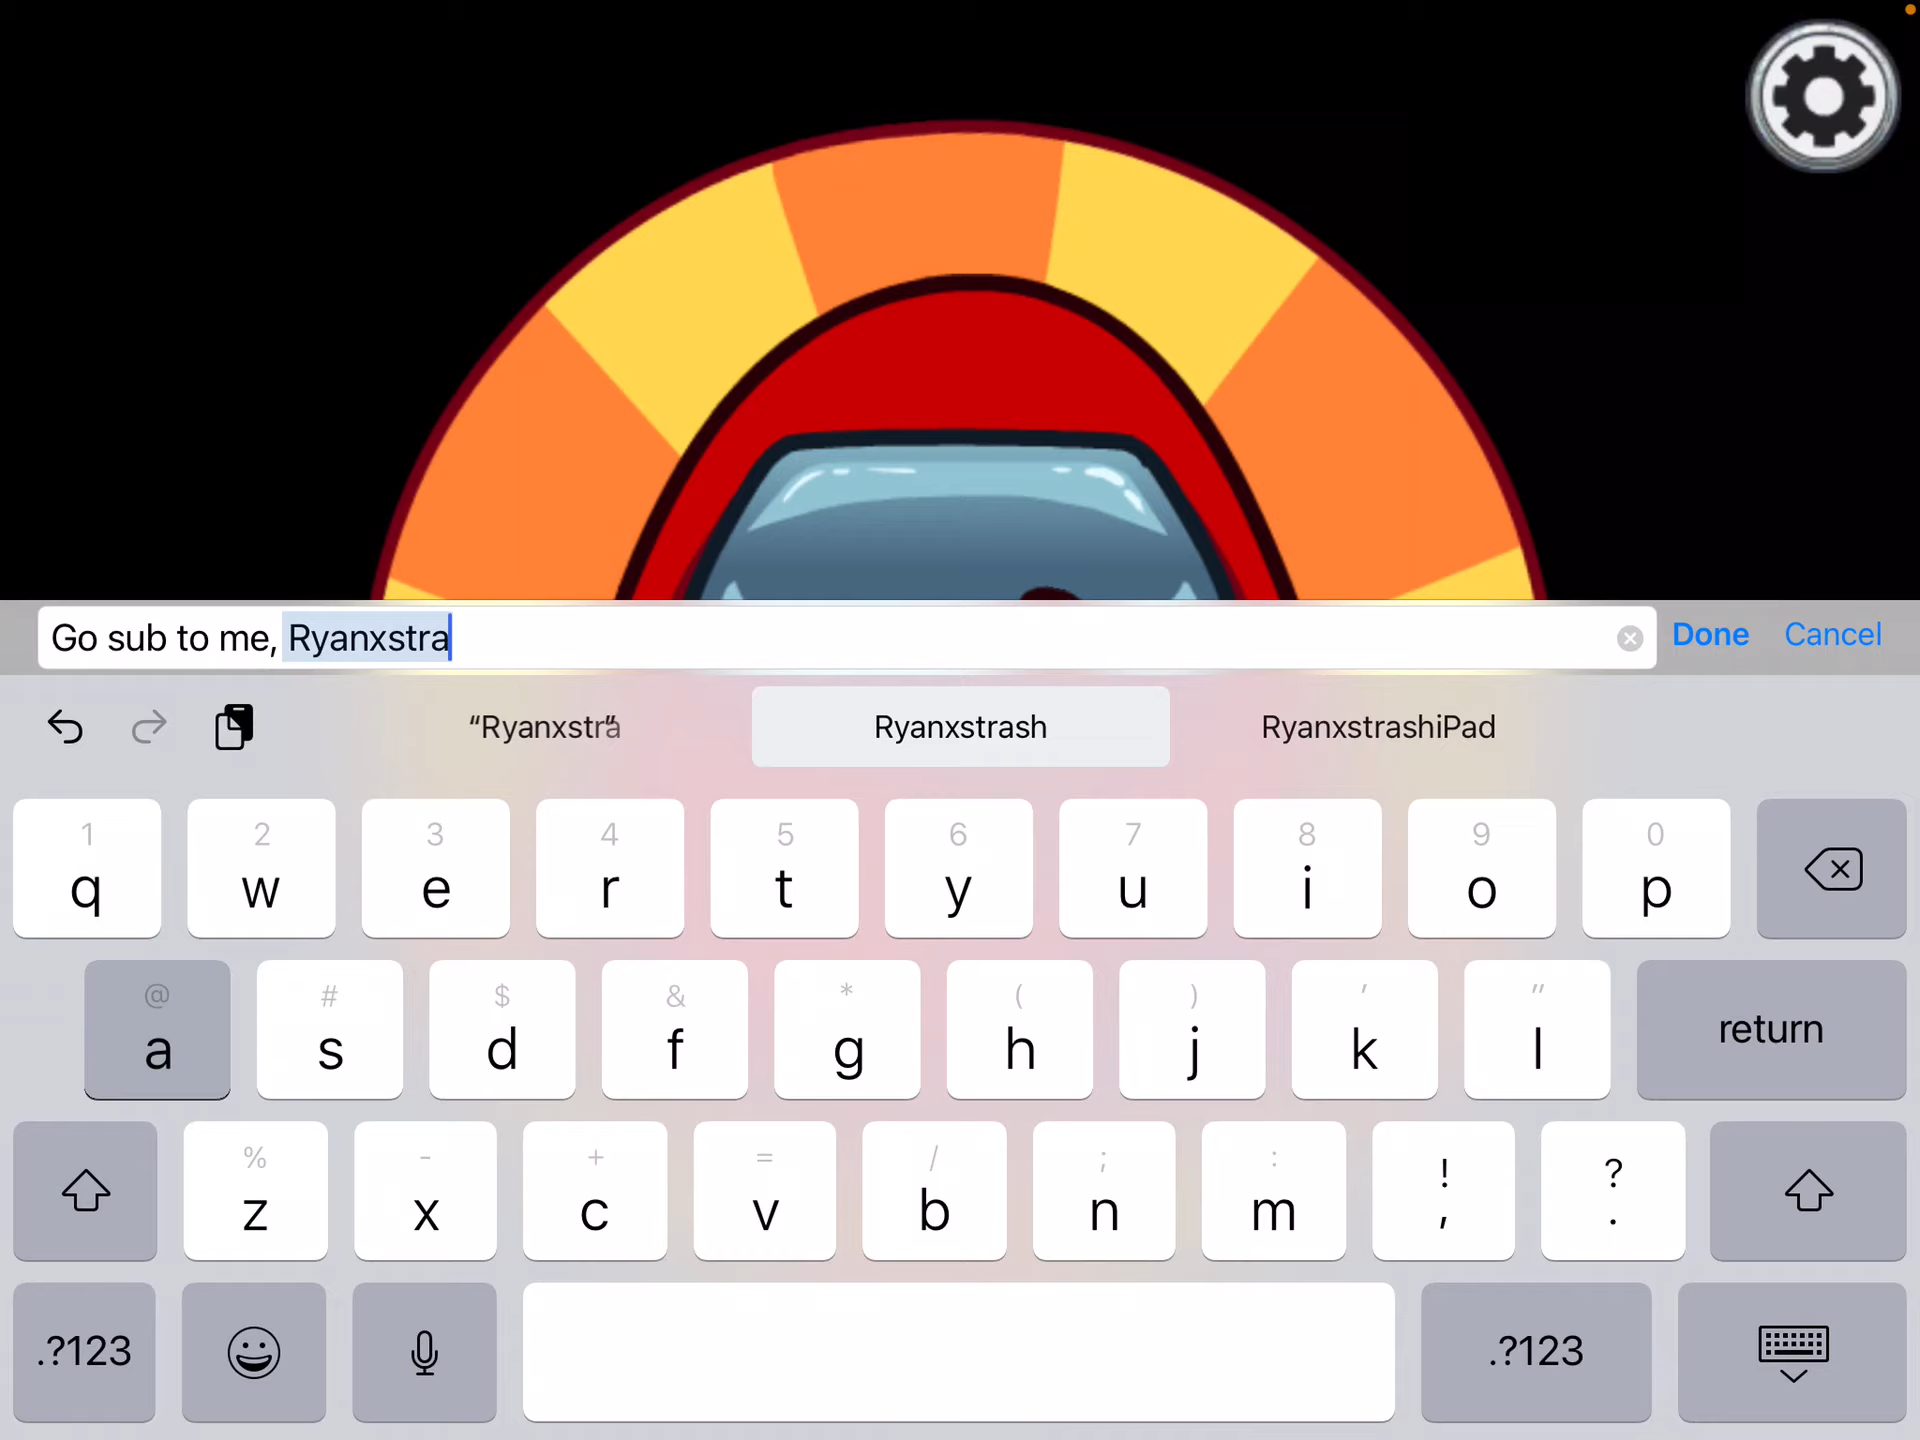 Go sub to me, Ryanxstra
Done Cancel
“Ryanxstra” Ryanxstrash RyanxstrashiPad
1 2 3 4 5 6 7 8 9 0
q w e r t y u i o p
@ # $ & * ( ) ' "
a s d f g h j k l return
% - + = / ; : ! ?
z x c v b n m , .
.?123 .?123